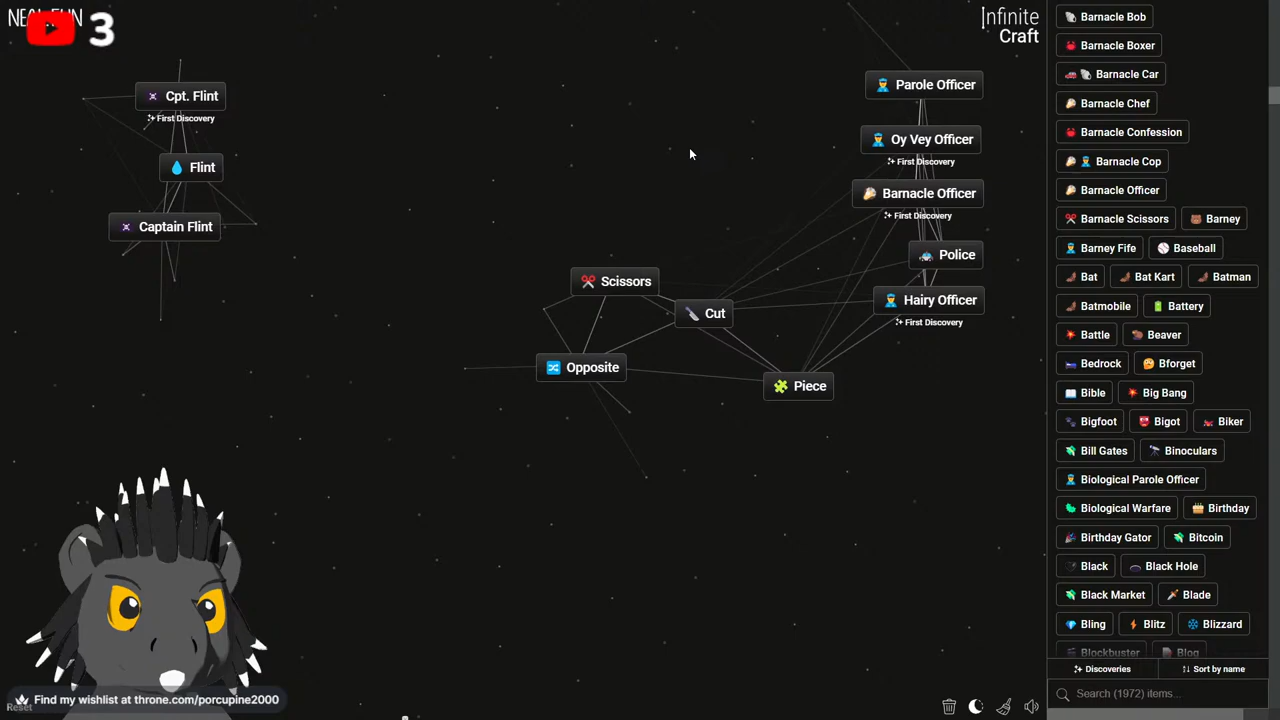 NEAL.FUN
3
Infinite
Craft
Cpt. Flint
First Discovery
Flint
Captain Flint
Parole Officer
Oy Vey Officer
First Discovery
Barnacle Officer
First Discovery
Police
Hairy Officer
First Discovery
Scissors
Cut
Opposite
Piece
Barnacle Bob
Barnacle Boxer
Barnacle Car
Barnacle Chef
Barnacle Confession
Barnacle Cop
Barnacle Officer
Barnacle Scissors Barney
Barney Fife Baseball
Bat Bat Kart Batman
Batmobile Battery
Battle Beaver
Bedrock Bforget
Bible Big Bang
Bigfoot Bigot Biker
Bill Gates Binoculars
Biological Parole Officer
Biological Warfare Birthday
Birthday Gator Bitcoin
Black Black Hole
Black Market Blade
Bling Blitz Blizzard
Blockbuster Blog
Discoveries Sort by name
Search (1972) items...
Find my wishlist at throne.com/porcupine2000
Reset